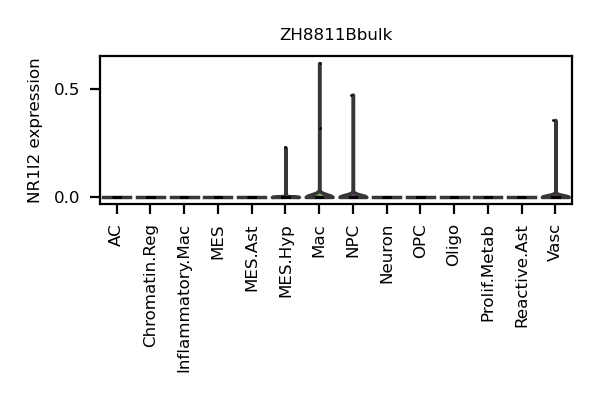 ZH8811Bbulk
NR1I2 expression
0.5
0.0
AC
Chromatin.Reg
Inflammatory.Mac
MES
MES.Ast
MES.Hyp
Mac
NPC
Neuron
OPC
Oligo
Prolif.Metab
Reactive.Ast
Vasc